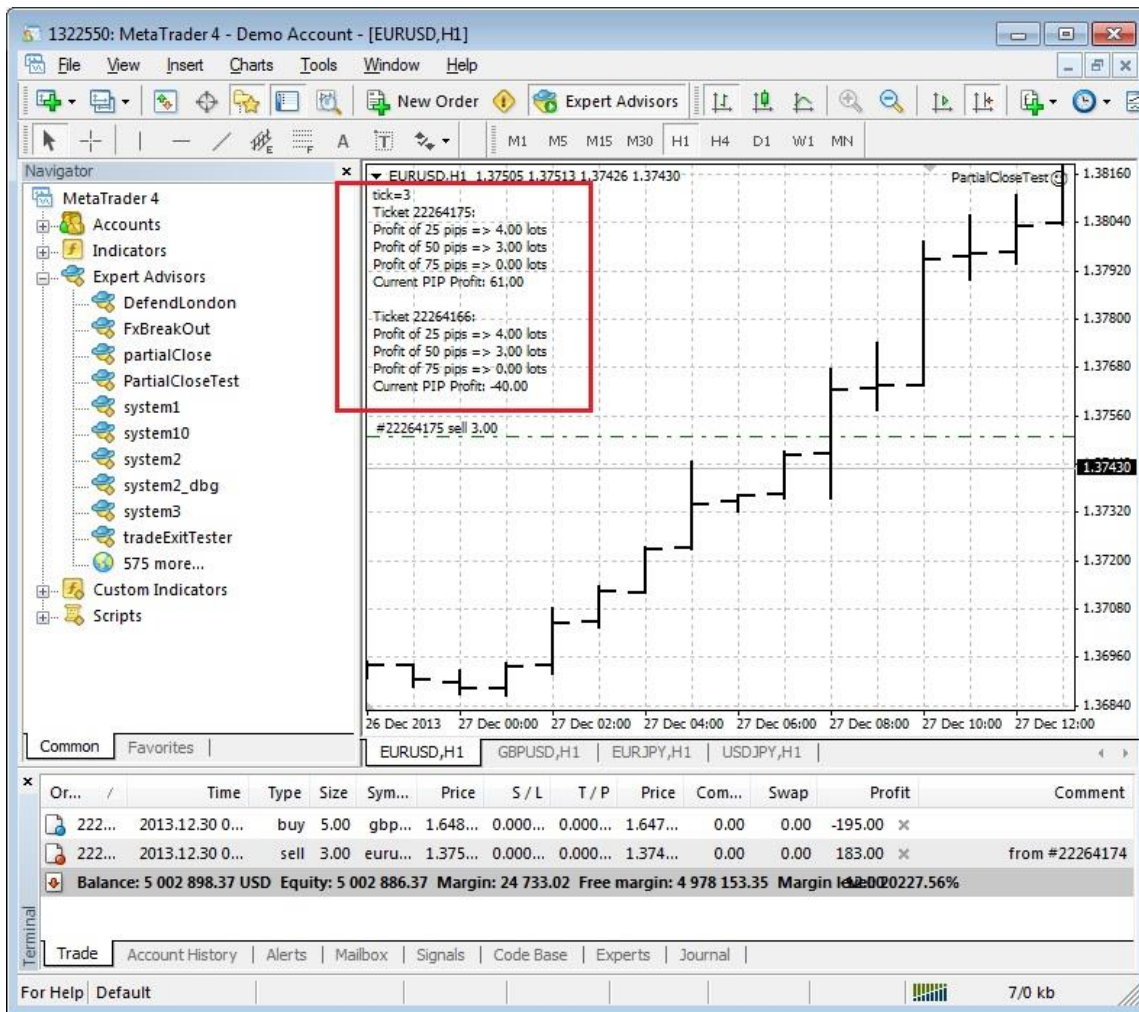 1322550: MetaTrader 4 - Demo Account - [EURUSD,H1]
File View Insert Charts Tools Window Help
New Order Expert Advisors
E F A T M1 M5 M15 M30 H1 H4 D1 W1 MN
Navigator
MetaTrader 4
Accounts
Indicators
Expert Advisors
DefendLondon
FxBreakOut
partialClose
PartialCloseTest
system1
system10
system2
system2_dbg
system3
tradeExitTester
575 more...
Custom Indicators
Scripts
Common Favorites
EURUSD,H1 1.37505 1.37513 1.37426 1.37430
PartialCloseTest
tick=3
Ticket 22264175:
Profit of 25 pips => 4.00 lots
Profit of 50 pips => 3.00 lots
Profit of 75 pips => 0.00 lots
Current PIP Profit: 61.00
Ticket 22264166:
Profit of 25 pips => 4.00 lots
Profit of 50 pips => 3.00 lots
Profit of 75 pips => 0.00 lots
Current PIP Profit: -40.00
#22264175 sell 3.00
1.38160
1.38040
1.37920
1.37800
1.37680
1.37560
1.37430
1.37320
1.37200
1.37080
1.36960
1.36840
26 Dec 2013 27 Dec 00:00 27 Dec 02:00 27 Dec 04:00 27 Dec 06:00 27 Dec 08:00 27 Dec 10:00 27 Dec 12:00
EURUSD,H1 GBPUSD,H1 EURJPY,H1 USDJPY,H1
Or... / Time Type Size Sym... Price S / L T / P Price Com... Swap Profit Comment
222... 2013.12.30 0... buy 5.00 gbp... 1.648... 0.000... 0.000... 1.647... 0.00 0.00 -195.00
222... 2013.12.30 0... sell 3.00 euru... 1.375... 0.000... 0.000... 1.374... 0.00 0.00 183.00 from #22264174
Balance: 5 002 898.37 USD Equity: 5 002 886.37 Margin: 24 733.02 Free margin: 4 978 153.35 Margin 20227.56%
Terminal
Trade Account History Alerts Mailbox Signals Code Base Experts Journal
For Help Default 7/0 kb